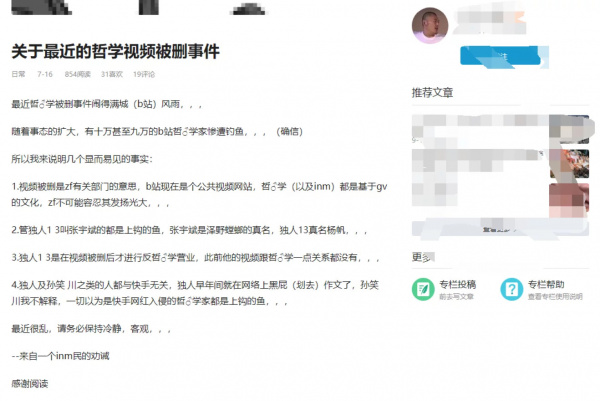 关于最近的哲学视频被删事件
日常 7-16 854阅读 31喜欢 19评论
最近哲♂学被删事件闹得满城（b站）风雨，，，
随着事态的扩大，有十万甚至九万的b站哲♂学家惨遭钓鱼，，，（确信）
所以我来说明几个显而易见的事实：
1.视频被删是zf有关部门的意思，b站现在是个公共视频网站，哲♂学（以及inm）都是基于gv
的文化，zf不可能容忍其发扬光大，，，
2.管独人1 3叫张宇斌的都是上钩的鱼，张宇斌是泽野螳螂的真名，独人13真名杨帆，，，
3.独人1 3是在视频被删后才进行反哲♂学营业，此前他的视频跟哲♂学一点关系都没有，，，
4.独人及孙笑 川之类的人都与快手无关，独人早年间就在网络上黑屁（划去）作文了，孙笑
川我不解释，一切以为是快手网红入侵的哲♂学家都是上钩的鱼，，，
最近很乱，请务必保持冷静，客观，，，
--来自一个inm民的劝诫
感谢阅读
推荐文章
更多
专栏投稿
前去写文章
专栏帮助
查看专栏使用说明